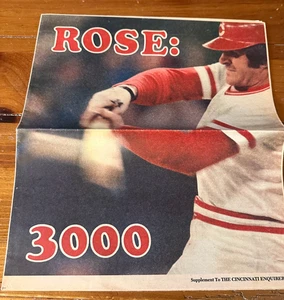 ROSE:
3000
Supplement To THE CINCINNATI ENQUIRER